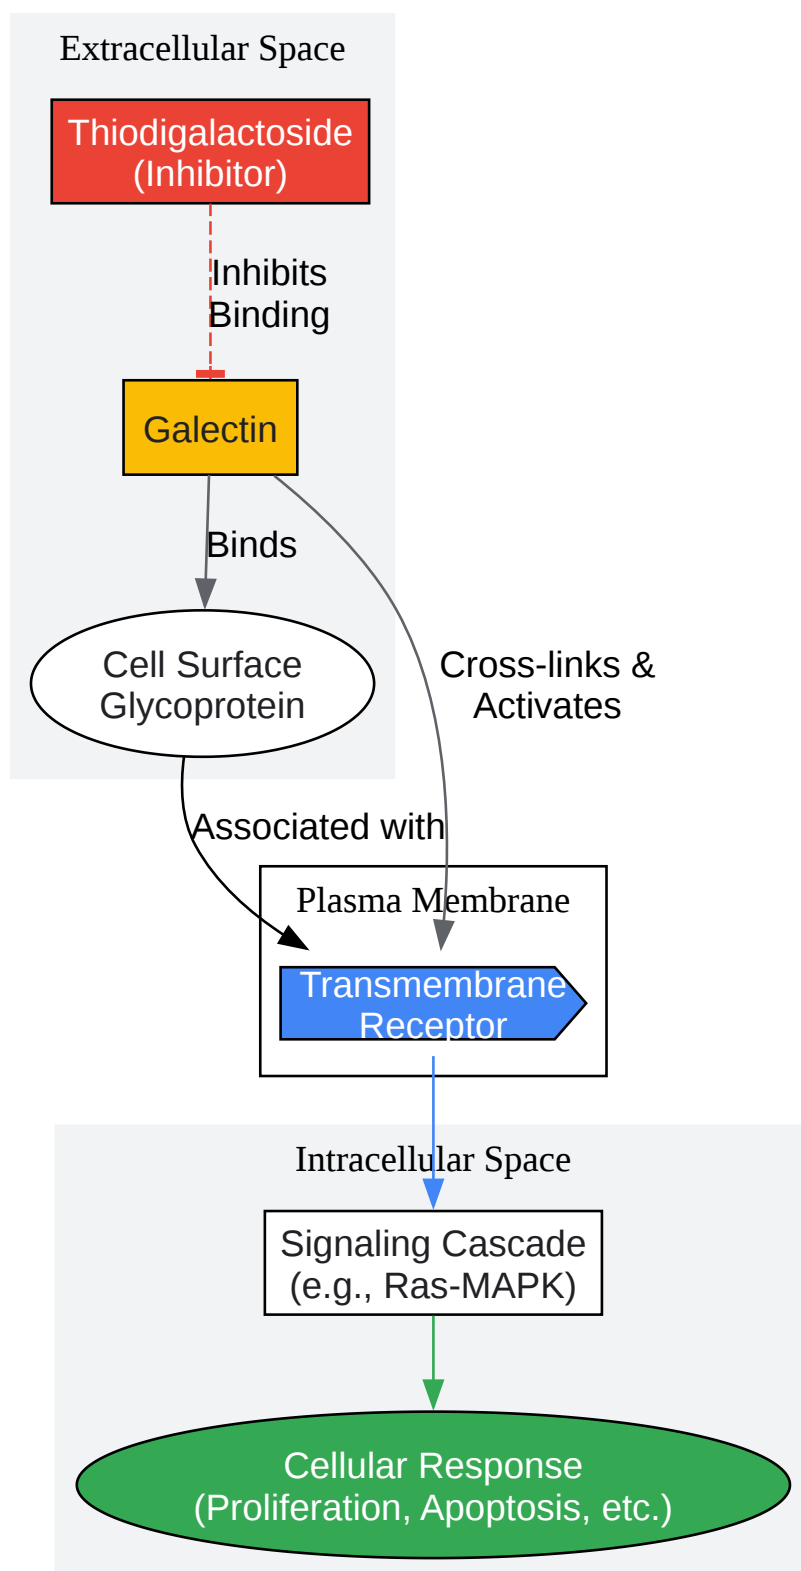 Extracellular Space
Thiodigalactoside
(Inhibitor)
Inhibits
Binding
Galectin
Binds
Cell Surface
Glycoprotein
Cross-links &
Activates
Associated with
Plasma Membrane
Transmembrane
Receptor
Intracellular Space
Signaling Cascade
(e.g., Ras-MAPK)
Cellular Response
(Proliferation, Apoptosis, etc.)